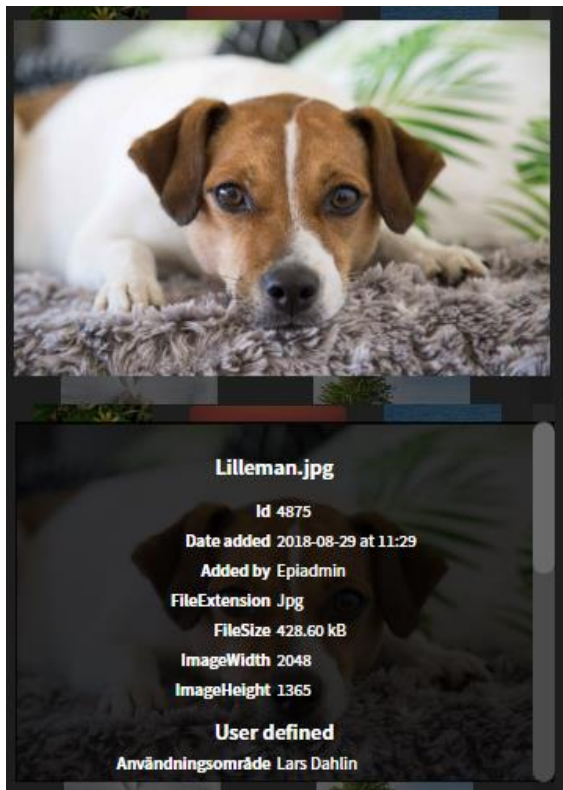 Lilleman.jpg
Id 4875
Date added 2018-08-29 at 11:29
Added by Epiadmin
FileExtension Jpg
FileSize 428.60 kB
ImageWidth 2048
ImageHeight 1365
User defined
Användningsområde Lars Dahlin